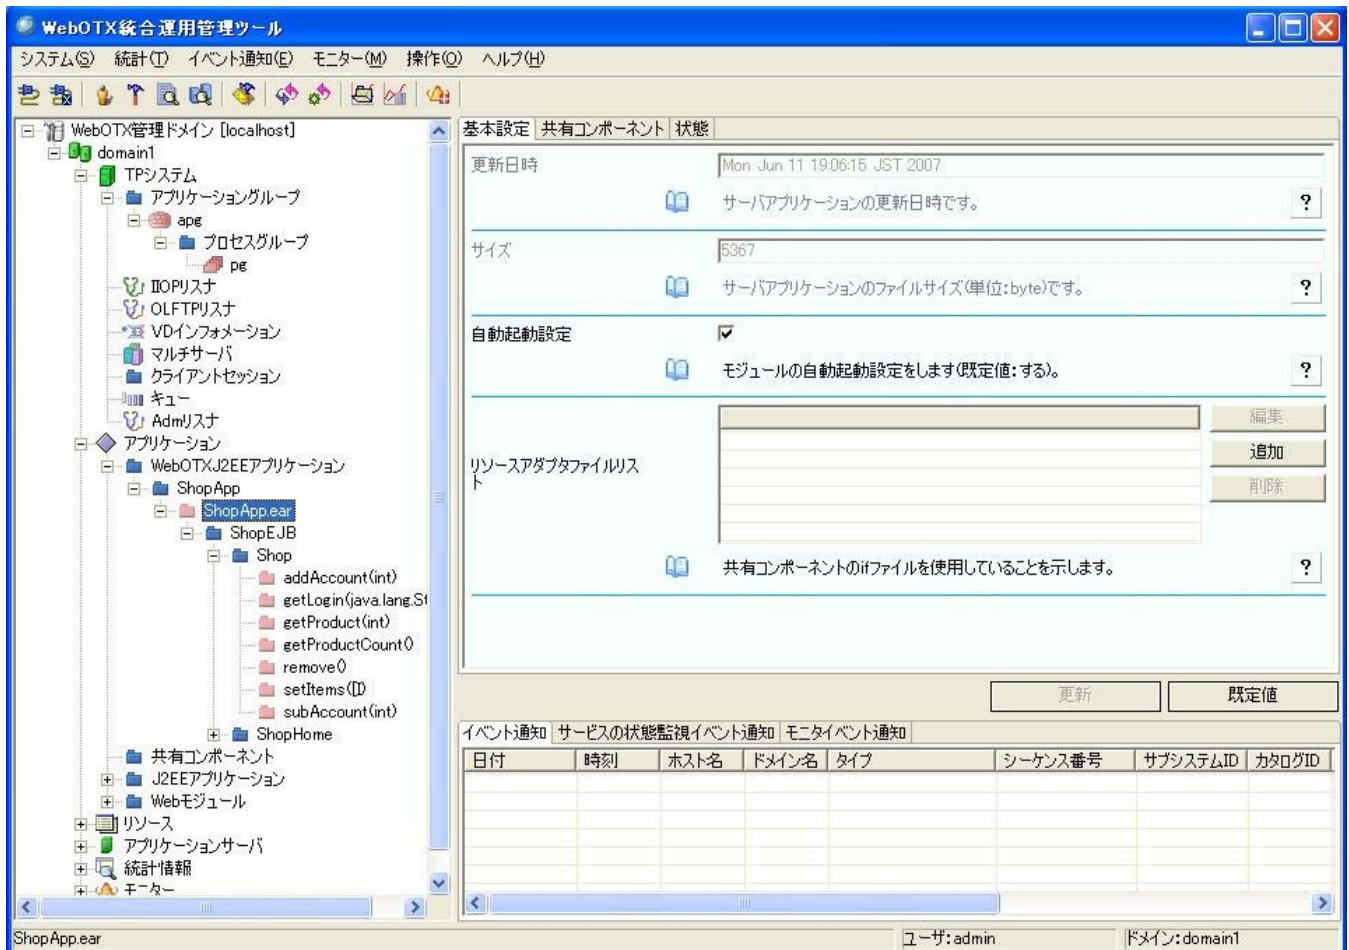 WebOTX統合運用管理ツール
システム(S) 統計(T) イベント通知(E) モニター(M) 操作(O) ヘルプ(H)
WebOTX管理ドメイン [localhost]
domain1
TPシステム
アプリケーショングループ
apg
プロセスグループ
pg
IIOPリスナ
OLFTPリスナ
VDインフォメーション
マルチサーバ
クライアントセッション
キュー
Admリスナ
アプリケーション
WebOTXJ2EEアプリケーション
ShopApp
ShopApp.ear
ShopEJB
Shop
addAccount(int)
getLogin(java.lang.St
getProduct(int)
getProductCount()
remove()
setItems([])
subAccount(int)
ShopHome
共有コンポーネント
J2EEアプリケーション
Webモジュール
リソース
アプリケーションサーバ
統計情報
モニター
基本設定 共有コンポーネント 状態
更新日時 Mon Jun 11 19:06:15 JST 2007
サーバアプリケーションの更新日時です。 ?
サイズ 5367
サーバアプリケーションのファイルサイズ(単位:byte)です。 ?
自動起動設定
モジュールの自動起動設定をします(既定値:する)。 ?
編集
追加
リソースアダプタファイルリス
ト
削除
共有コンポーネントのifファイルを使用していることを示します。 ?
更新 既定値
イベント通知 サービスの状態監視イベント通知 モニタイベント通知
日付 時刻 ホスト名 ドメイン名 タイプ シーケンス番号 サブシステムID カタログID
ShopApp.ear ユーザ:admin ドメイン:domain1